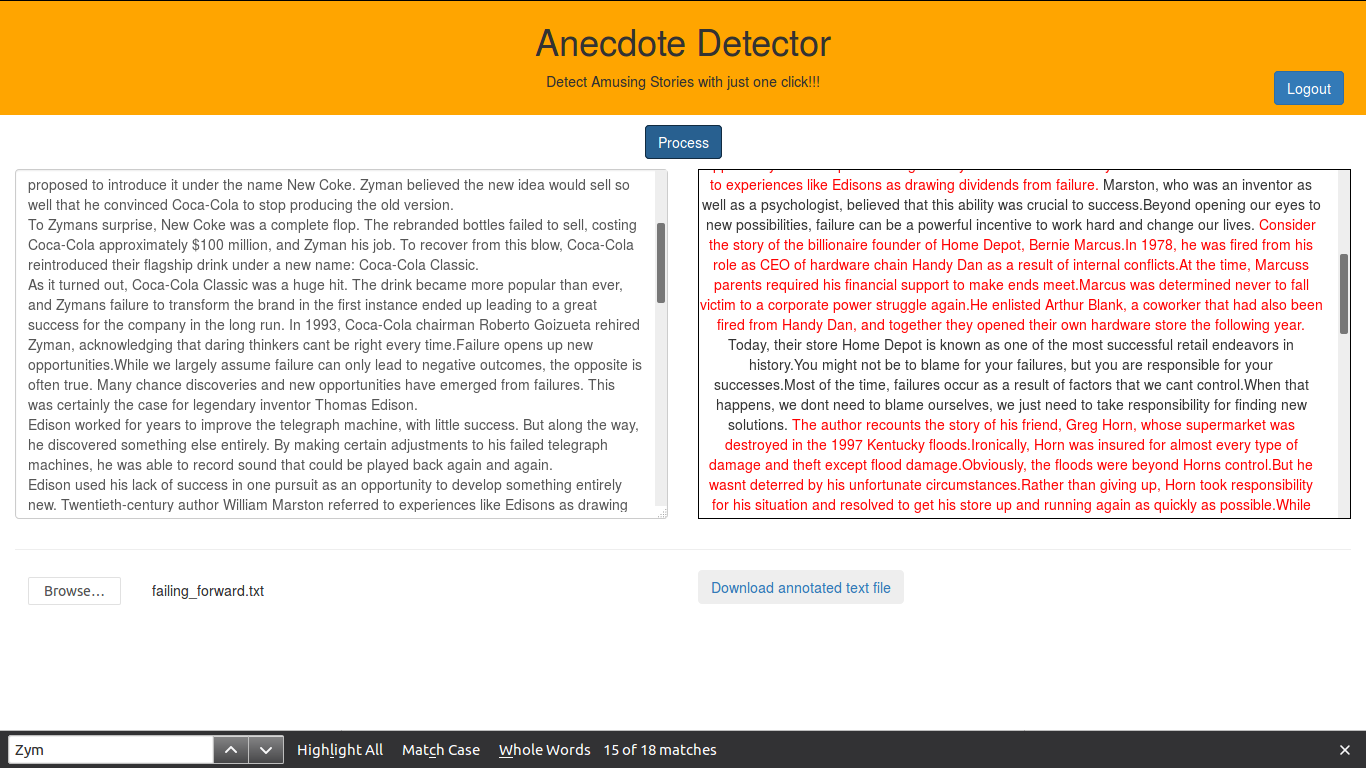 Anecdote Detector
Detect Amusing Stories with just one click!!!
Logout
Process
proposed to introduce it under the name New Coke. Zyman believed the new idea would sell so
well that he convinced Coca-Cola to stop producing the old version.
To Zymans surprise, New Coke was a complete flop. The rebranded bottles failed to sell, costing
Coca-Cola approximately $100 million, and Zyman his job. To recover from this blow, Coca-Cola
reintroduced their flagship drink under a new name: Coca-Cola Classic.
As it turned out, Coca-Cola Classic was a huge hit. The drink became more popular than ever,
and Zymans failure to transform the brand in the first instance ended up leading to a great
success for the company in the long run. In 1993, Coca-Cola chairman Roberto Goizueta rehired
Zyman, acknowledging that daring thinkers cant be right every time.Failure opens up new
opportunities.While we largely assume failure can only lead to negative outcomes, the opposite is
often true. Many chance discoveries and new opportunities have emerged from failures. This
was certainly the case for legendary inventor Thomas Edison.
Edison worked for years to improve the telegraph machine, with little success. But along the way,
he discovered something else entirely. By making certain adjustments to his failed telegraph
machines, he was able to record sound that could be played back again and again.
Edison used his lack of success in one pursuit as an opportunity to develop something entirely
new. Twentieth-century author William Marston referred to experiences like Edisons as drawing
to experiences like Edisons as drawing dividends from failure. Marston, who was an inventor as
well as a psychologist, believed that this ability was crucial to success.Beyond opening our eyes to
new possibilities, failure can be a powerful incentive to work hard and change our lives. Consider
the story of the billionaire founder of Home Depot, Bernie Marcus.In 1978, he was fired from his
role as CEO of hardware chain Handy Dan as a result of internal conflicts.At the time, Marcuss
parents required his financial support to make ends meet.Marcus was determined never to fall
victim to a corporate power struggle again.He enlisted Arthur Blank, a coworker that had also been
fired from Handy Dan, and together they opened their own hardware store the following year.
Today, their store Home Depot is known as one of the most successful retail endeavors in
history.You might not be to blame for your failures, but you are responsible for your
successes.Most of the time, failures occur as a result of factors that we cant control.When that
happens, we dont need to blame ourselves, we just need to take responsibility for finding new
solutions. The author recounts the story of his friend, Greg Horn, whose supermarket was
destroyed in the 1997 Kentucky floods.Ironically, Horn was insured for almost every type of
damage and theft except flood damage.Obviously, the floods were beyond Horns control.But he
wasnt deterred by his unfortunate circumstances.Rather than giving up, Horn took responsibility
for his situation and resolved to get his store up and running again as quickly as possible.While
Browse...
failing_forward.txt
Download annotated text file
Zym
Highlight All
Match Case
Whole Words
15 of 18 matches